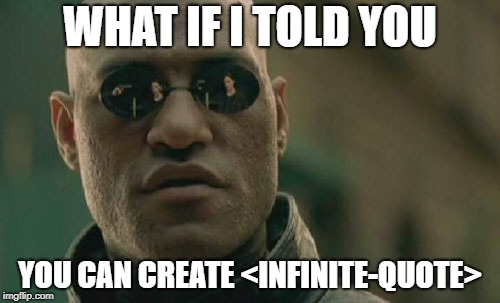 WHAT IF I TOLD YOU
YOU CAN CREATE <INFINITE-QUOTE>
imgflip.com